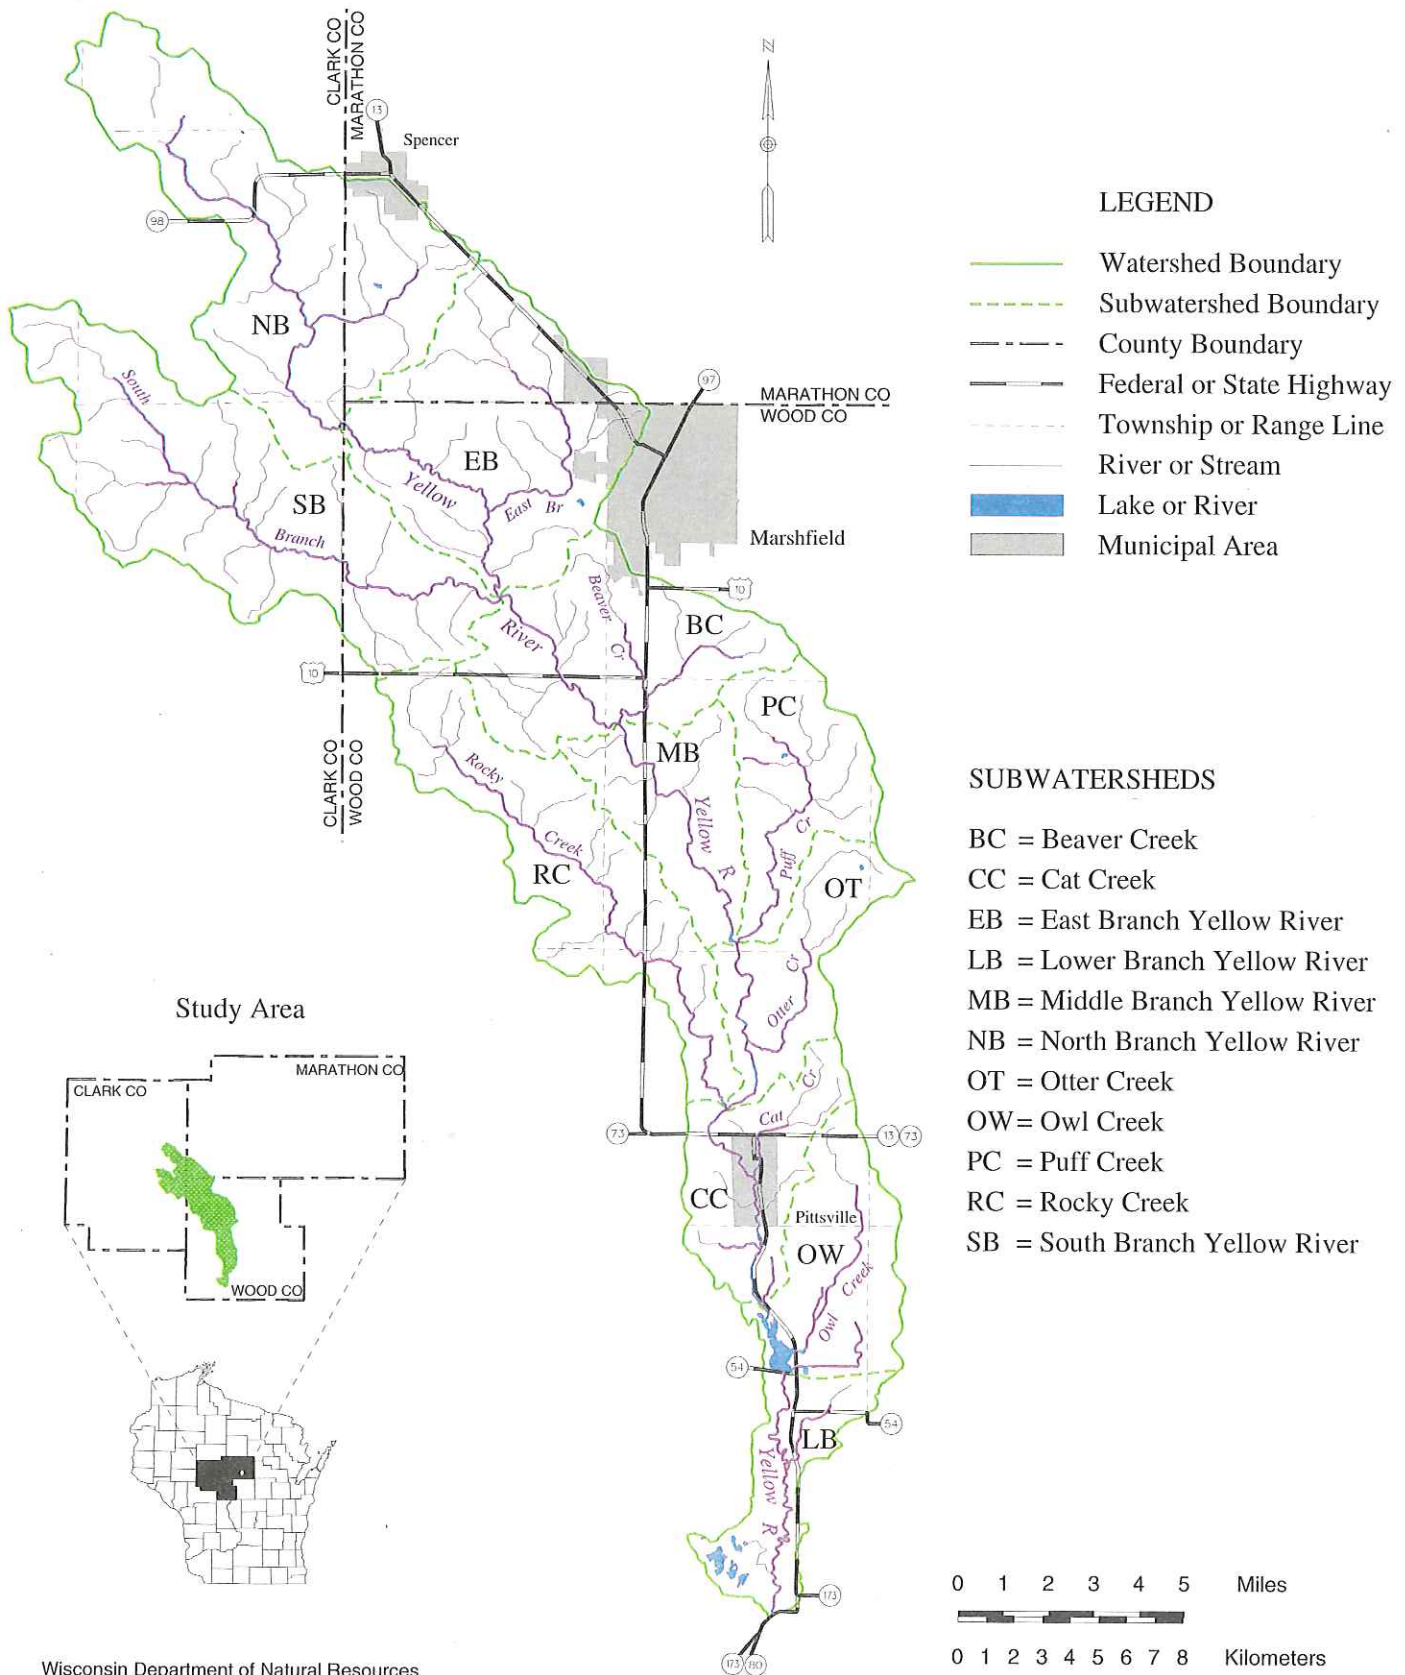 CLARK CO
MARATHON CO
13
Spencer
98
N
NB
South
97
MARATHON CO
WOOD CO
EB
Yellow
East Br
SB
Branch
Marshfield
10
Beaver Cr
BC
River
10
PC
MB
CLARK CO
WOOD CO
Rocky
Creek
Yellow R
Puff Cr
RC
OT
Otter Cr
Cat Cr
73
13 73
CC
Pittsville
OW
Owl Creek
54
54
LB
Yellow R
173
173 80
LEGEND
Watershed Boundary
Subwatershed Boundary
County Boundary
Federal or State Highway
Township or Range Line
River or Stream
Lake or River
Municipal Area
SUBWATERSHEDS
BC = Beaver Creek
CC = Cat Creek
EB = East Branch Yellow River
LB = Lower Branch Yellow River
MB = Middle Branch Yellow River
NB = North Branch Yellow River
OT = Otter Creek
OW = Owl Creek
PC = Puff Creek
RC = Rocky Creek
SB = South Branch Yellow River
Study Area
MARATHON CO
CLARK CO
WOOD CO
0 1 2 3 4 5 Miles
0 1 2 3 4 5 6 7 8 Kilometers
Wisconsin Department of Natural Resources